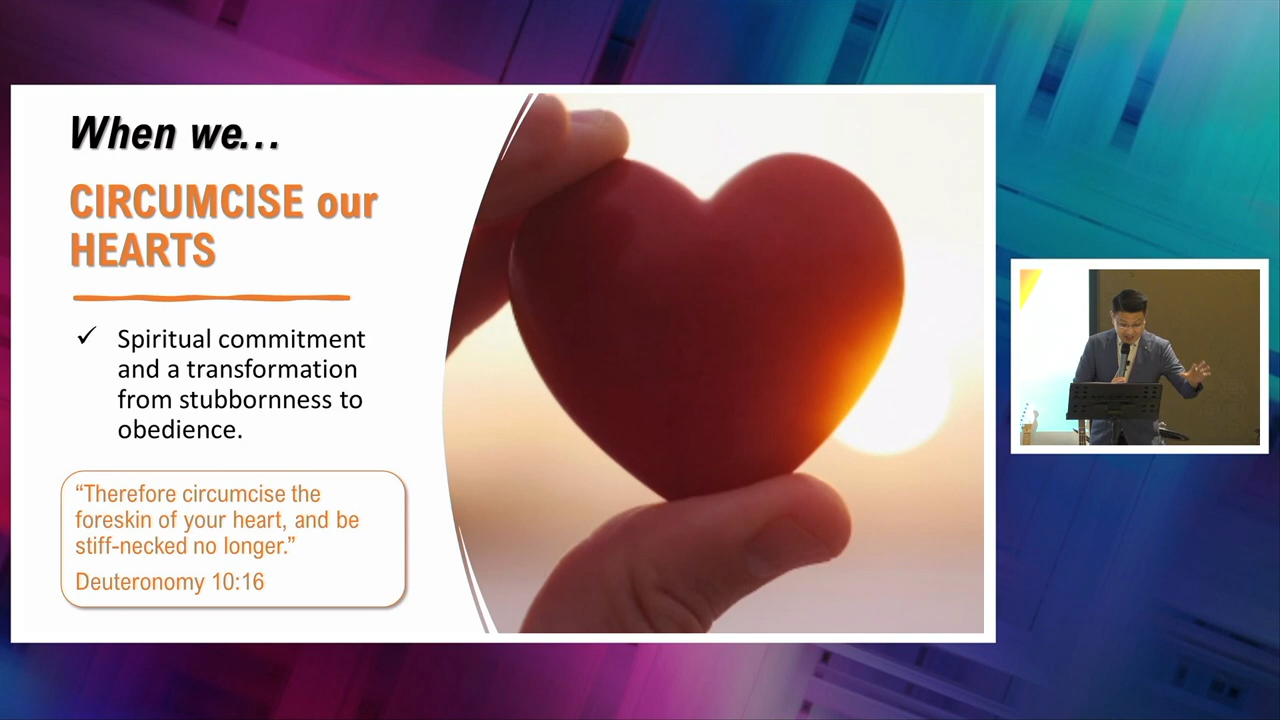 When we...
CIRCUMCISE our
HEARTS
✓ Spiritual commitment
and a transformation
from stubbornness to
obedience.
“Therefore circumcise the
foreskin of your heart, and be
stiff-necked no longer.”
Deuteronomy 10:16